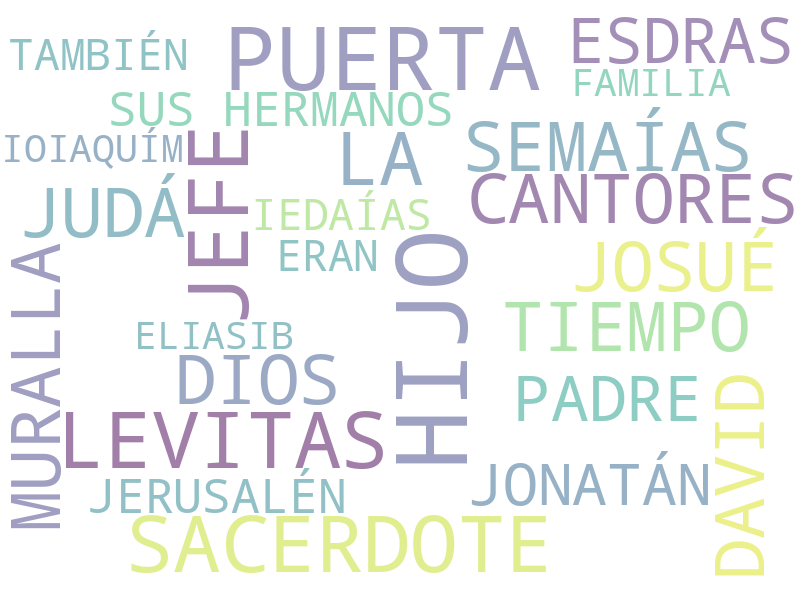 TAMBIÉN
PUERTA
ESDRAS
FAMILIA
SUS HERMANOS
IOIAQUÍM
JEFE
LA
SEMAÍAS
JUDÁ
IEDAÍAS
CANTORES
ERAN
HIJO
JOSUÉ
MURALLA
ELIASIB
DIOS
TIEMPO
PADRE
DAVID
LEVITAS
JERUSALÉN
JONATÁN
SACERDOTE